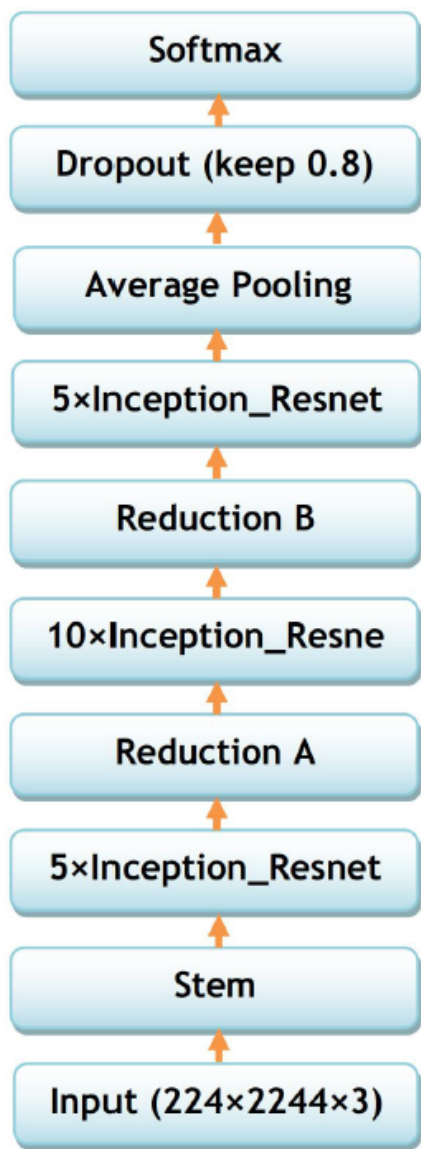 Softmax
Dropout (keep 0.8)
Average Pooling
5×Inception_Resnet
Reduction B
10×Inception_Resne
Reduction A
5×Inception_Resnet
Stem
Input (224×2244×3)